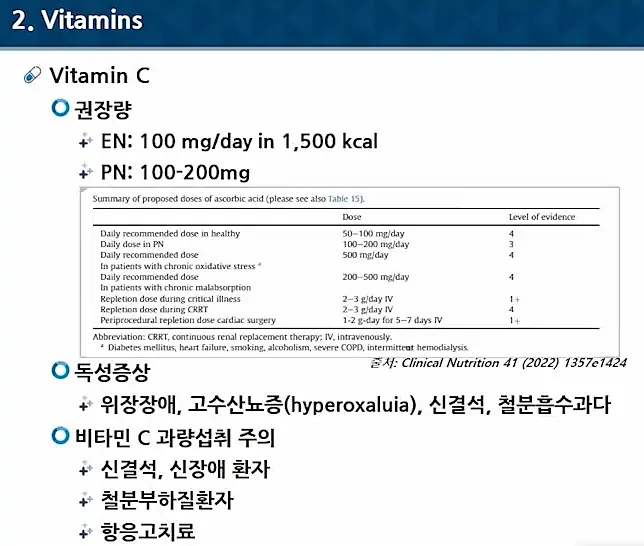 2. Vitamins
Vitamin C
권장량
EN: 100 mg/day in 1,500 kcal
PN: 100-200mg
Summary of proposed doses of ascorbic acid (please see also Table 15).
Dose Level of evidence
Daily recommended dose in healthy 50–100 mg/day 4
Daily dose in PN 100–200 mg/day 3
Daily recommended dose 500 mg/day 4
In patients with chronic oxidative stress a
Daily recommended dose 200–500 mg/day 4
In patients with chronic malabsorption
Repletion dose during critical illness 2–3 g/day IV 1+
Repletion dose during CRRT 2–3 g/day IV 4
Periprocedural repletion dose cardiac surgery 1-2 g-day for 5–7 days IV 1+
Abbreviation: CRRT, continuous renal replacement therapy; IV, intravenously.
a Diabetes mellitus, heart failure, smoking, alcoholism, severe COPD, intermittent hemodialysis.
출처: Clinical Nutrition 41 (2022) 1357e1424
독성증상
위장장애, 고수산뇨증(hyperoxaluia), 신결석, 철분흡수과다
비타민 C 과량섭취 주의
신결석, 신장애 환자
철분부하질환자
항응고치료